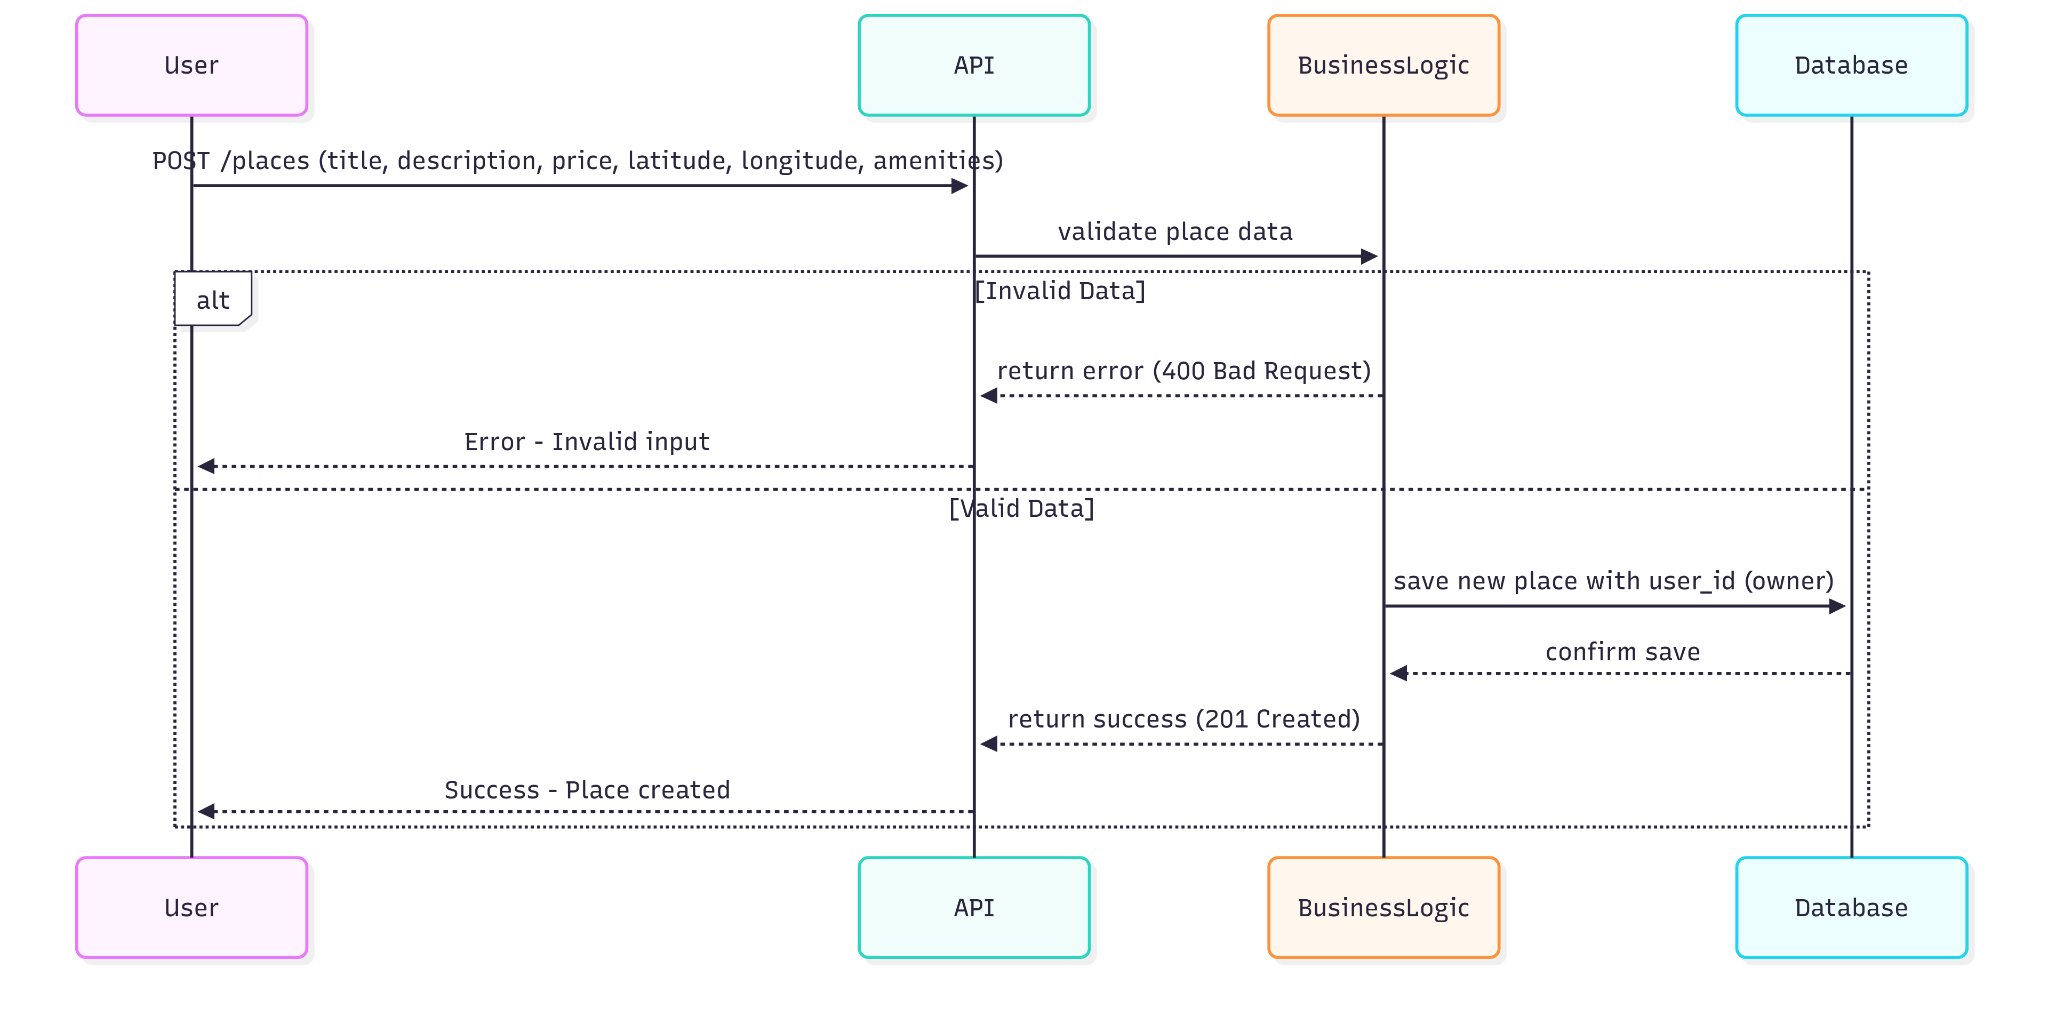 User
API
BusinessLogic
Database
POST /places (title, description, price, latitude, longitude, amenities)
validate place data
alt
[Invalid Data]
return error (400 Bad Request)
Error - Invalid input
[Valid Data]
save new place with user_id (owner)
confirm save
return success (201 Created)
Success - Place created
User
API
BusinessLogic
Database